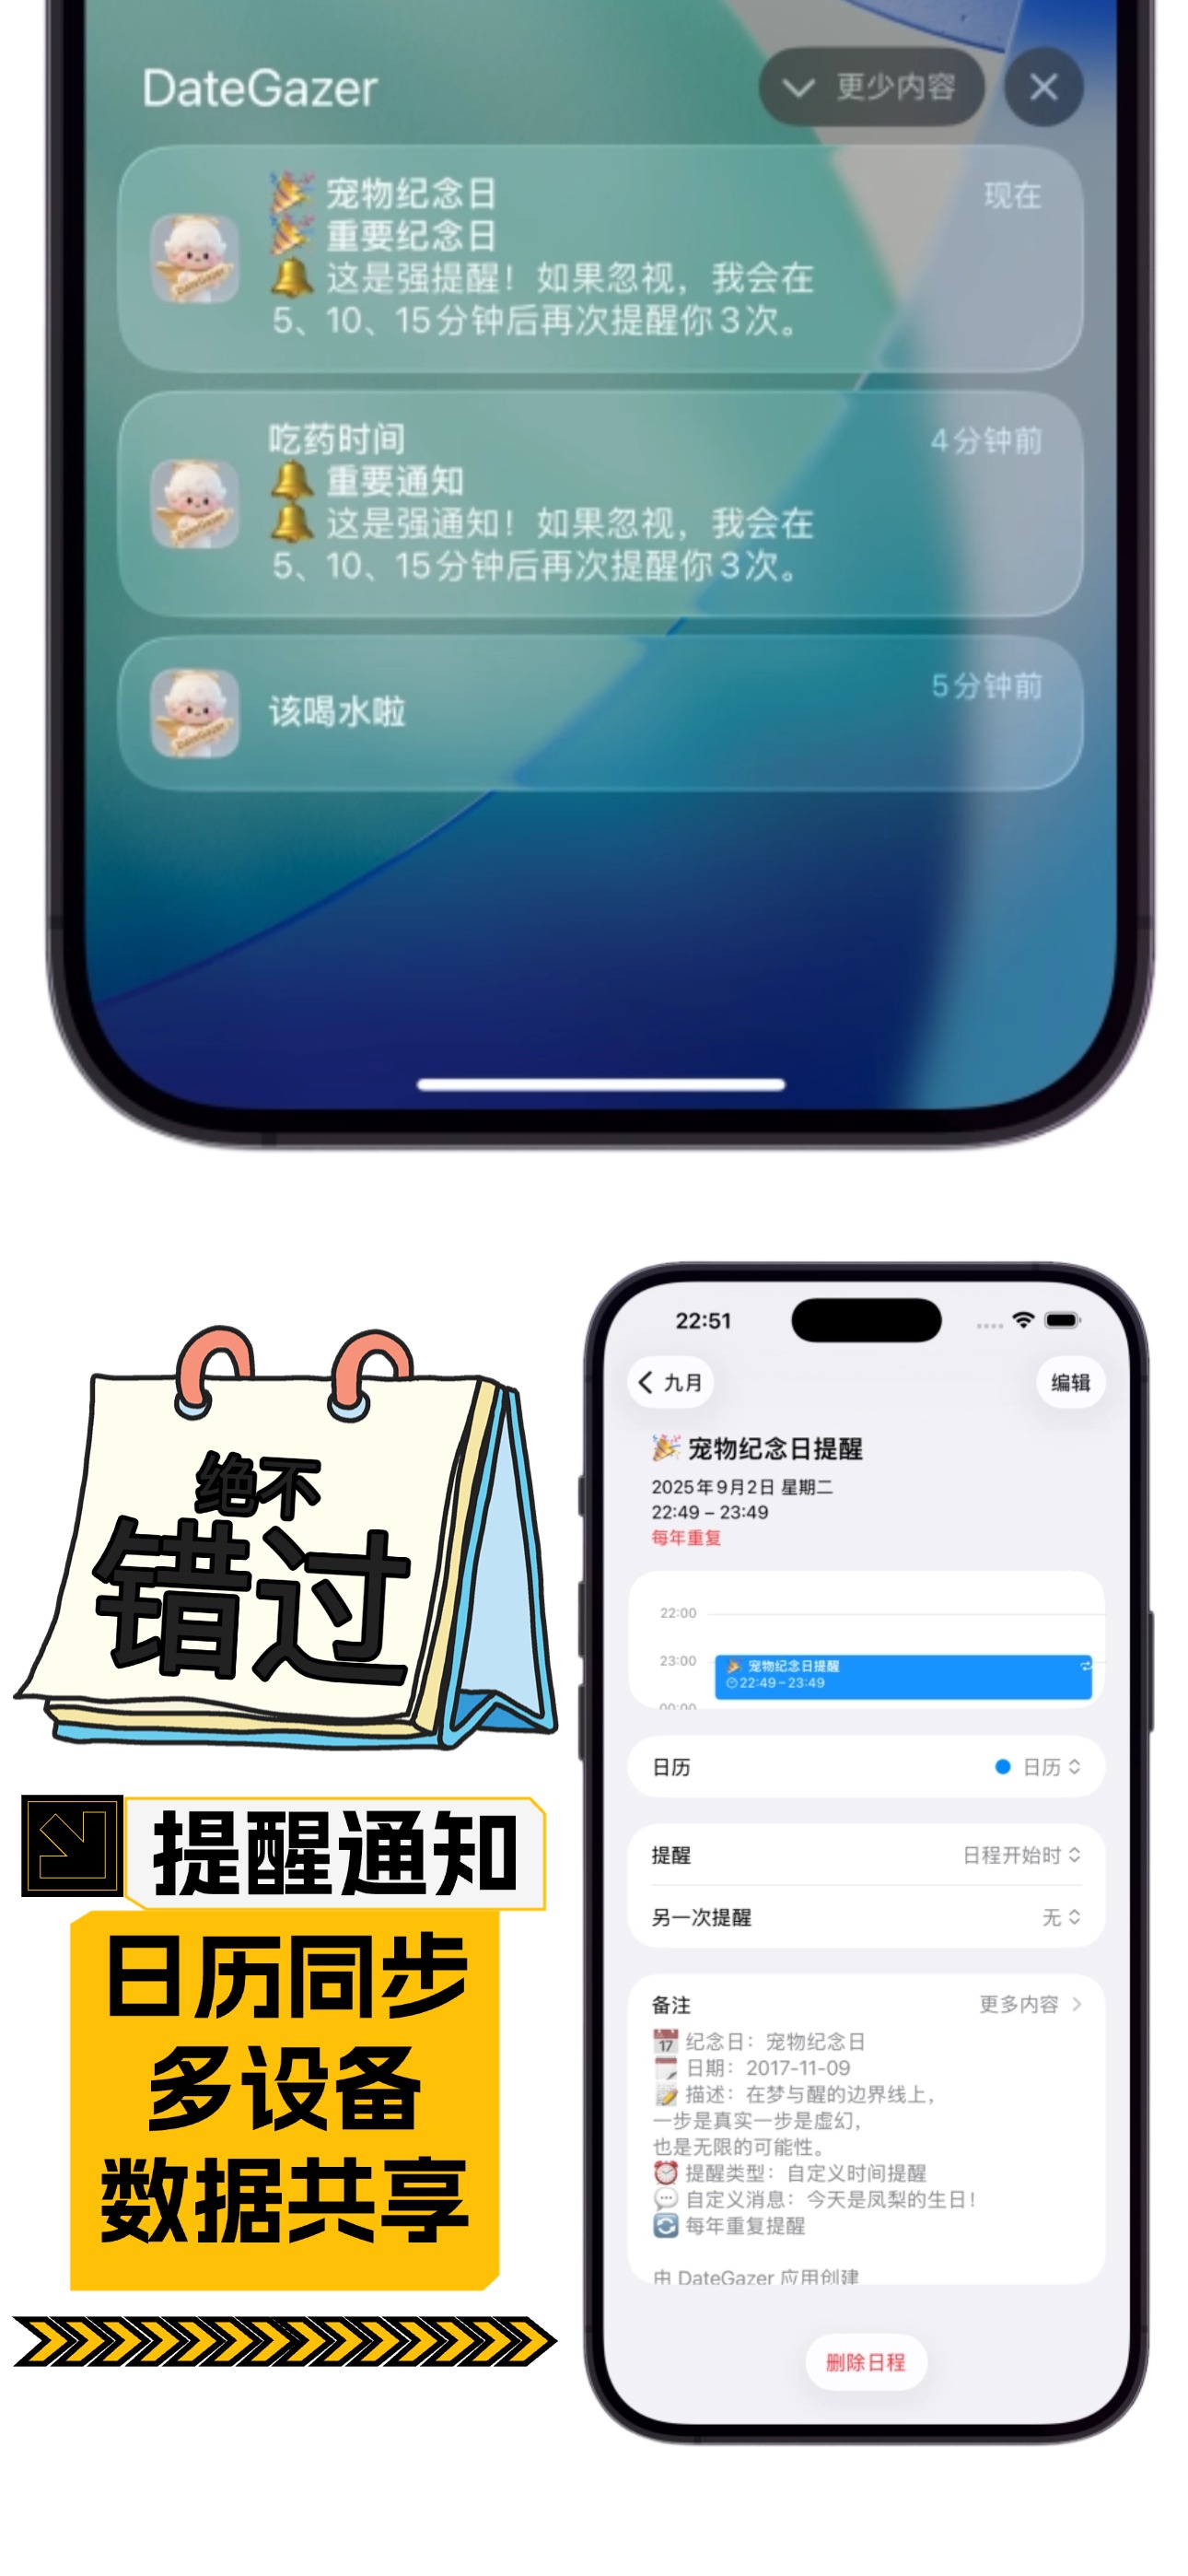 DateGazer
更少内容
🎉 宠物纪念日
现在
🎉 重要纪念日
🔔 这是强提醒！如果忽视，我会在
5、10、15分钟后再次提醒你3次。
吃药时间
4分钟前
🔔 重要通知
🔔 这是强通知！如果忽视，我会在
5、10、15分钟后再次提醒你3次。
该喝水啦
5分钟前
绝不
错过
提醒通知
日历同步
多设备
数据共享
22:51
九月
编辑
🎉 宠物纪念日提醒
2025年9月2日 星期二
22:49 – 23:49
每年重复
22:00
23:00
🎉 宠物纪念日提醒
22:49 – 23:49
00:00
日历
日历
提醒
日程开始时
另一次提醒
无
备注
更多内容
📅 纪念日：宠物纪念日
日期：2017-11-09
📝 描述：在梦与醒的边界线上，
一步是真实一步是虚幻，
也是无限的可能性。
⏰ 提醒类型：自定义时间提醒
💬 自定义消息：今天是凤梨的生日！
🔄 每年重复提醒
由 DateGazer 应用创建
删除日程